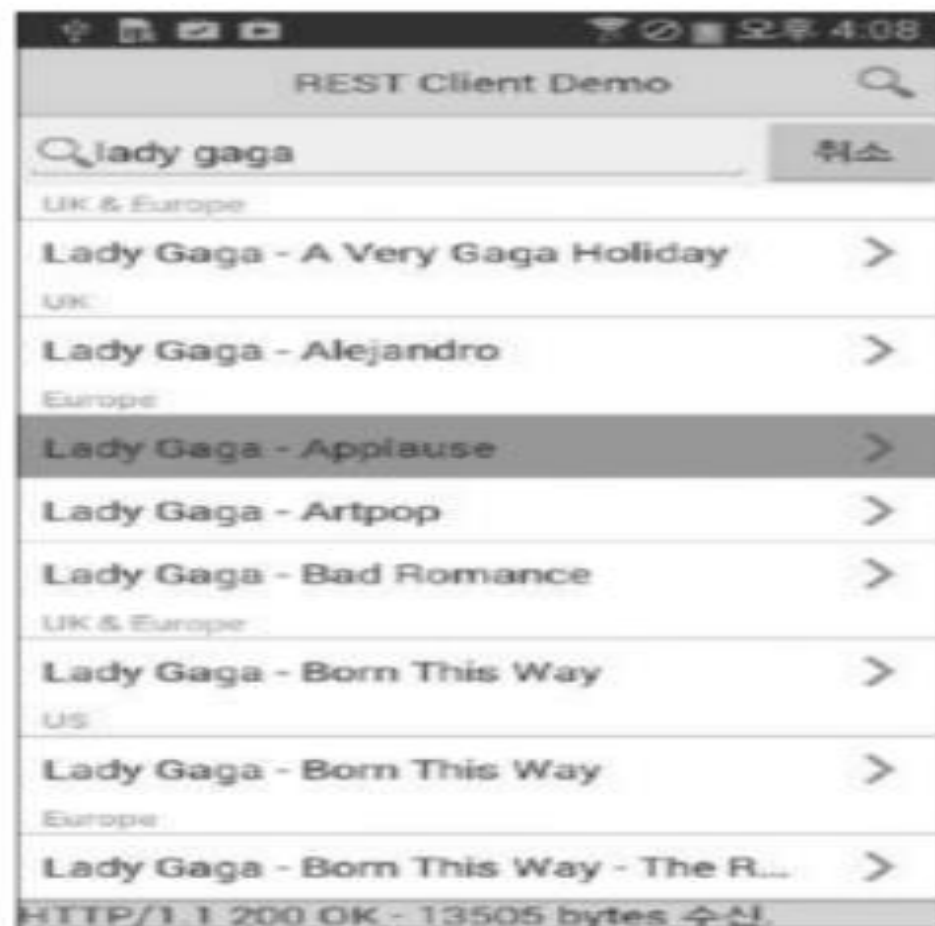 오후 4:08
REST Client Demo
lady gaga
취소
UK & Europe
Lady Gaga - A Very Gaga Holiday
UK
Lady Gaga - Alejandro
Europe
Lady Gaga - Applause
Lady Gaga - Artpop
Lady Gaga - Bad Romance
UK & Europe
Lady Gaga - Born This Way
US
Lady Gaga - Born This Way
Europe
Lady Gaga - Born This Way - The R...
HTTP/1.1 200 OK - 13505 bytes 수신.